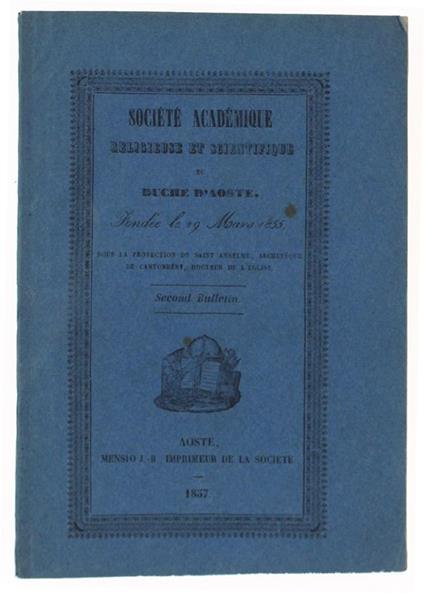 SOCIÉTÉ ACADÉMIQUE
RELIGIEUSE ET SCIENTIFIQUE
DU
DUCHÉ D'AOSTE,
Fondée le 29 Mars 1855,
SOUS LA PROTECTION DE SAINT ANSELME, ARCHEVÊQUE
DE CANTORBÉRY, DOCTEUR DE L'EGLISE.
Second Bulletin.
AOSTE,
MENSIO J.-B. IMPRIMEUR DE LA SOCIÉTÉ
1857